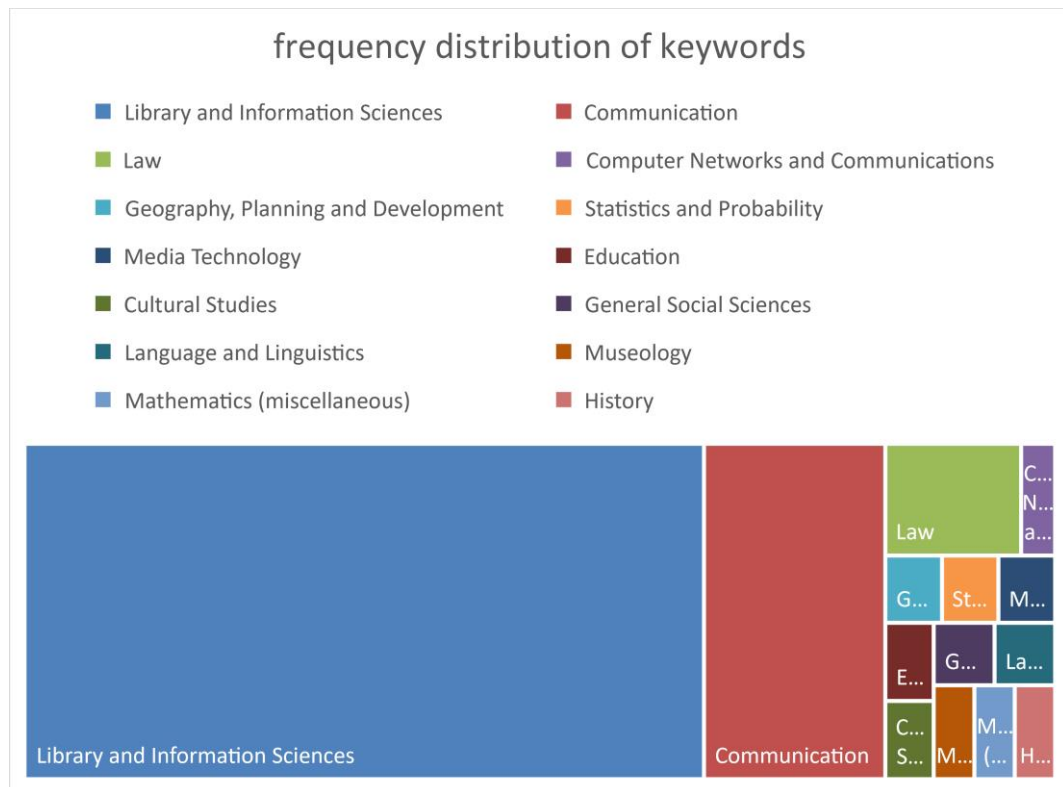 frequency distribution of keywords
Library and Information Sciences
Communication
Law
Computer Networks and Communications
Geography, Planning and Development
Statistics and Probability
Media Technology
Education
Cultural Studies
General Social Sciences
Language and Linguistics
Museology
Mathematics (miscellaneous)
History
Library and Information Sciences
Communication
Law
C...
N...
a...
G...
St...
M...
E...
G...
La...
C...
S...
M...
M...
(...
H...